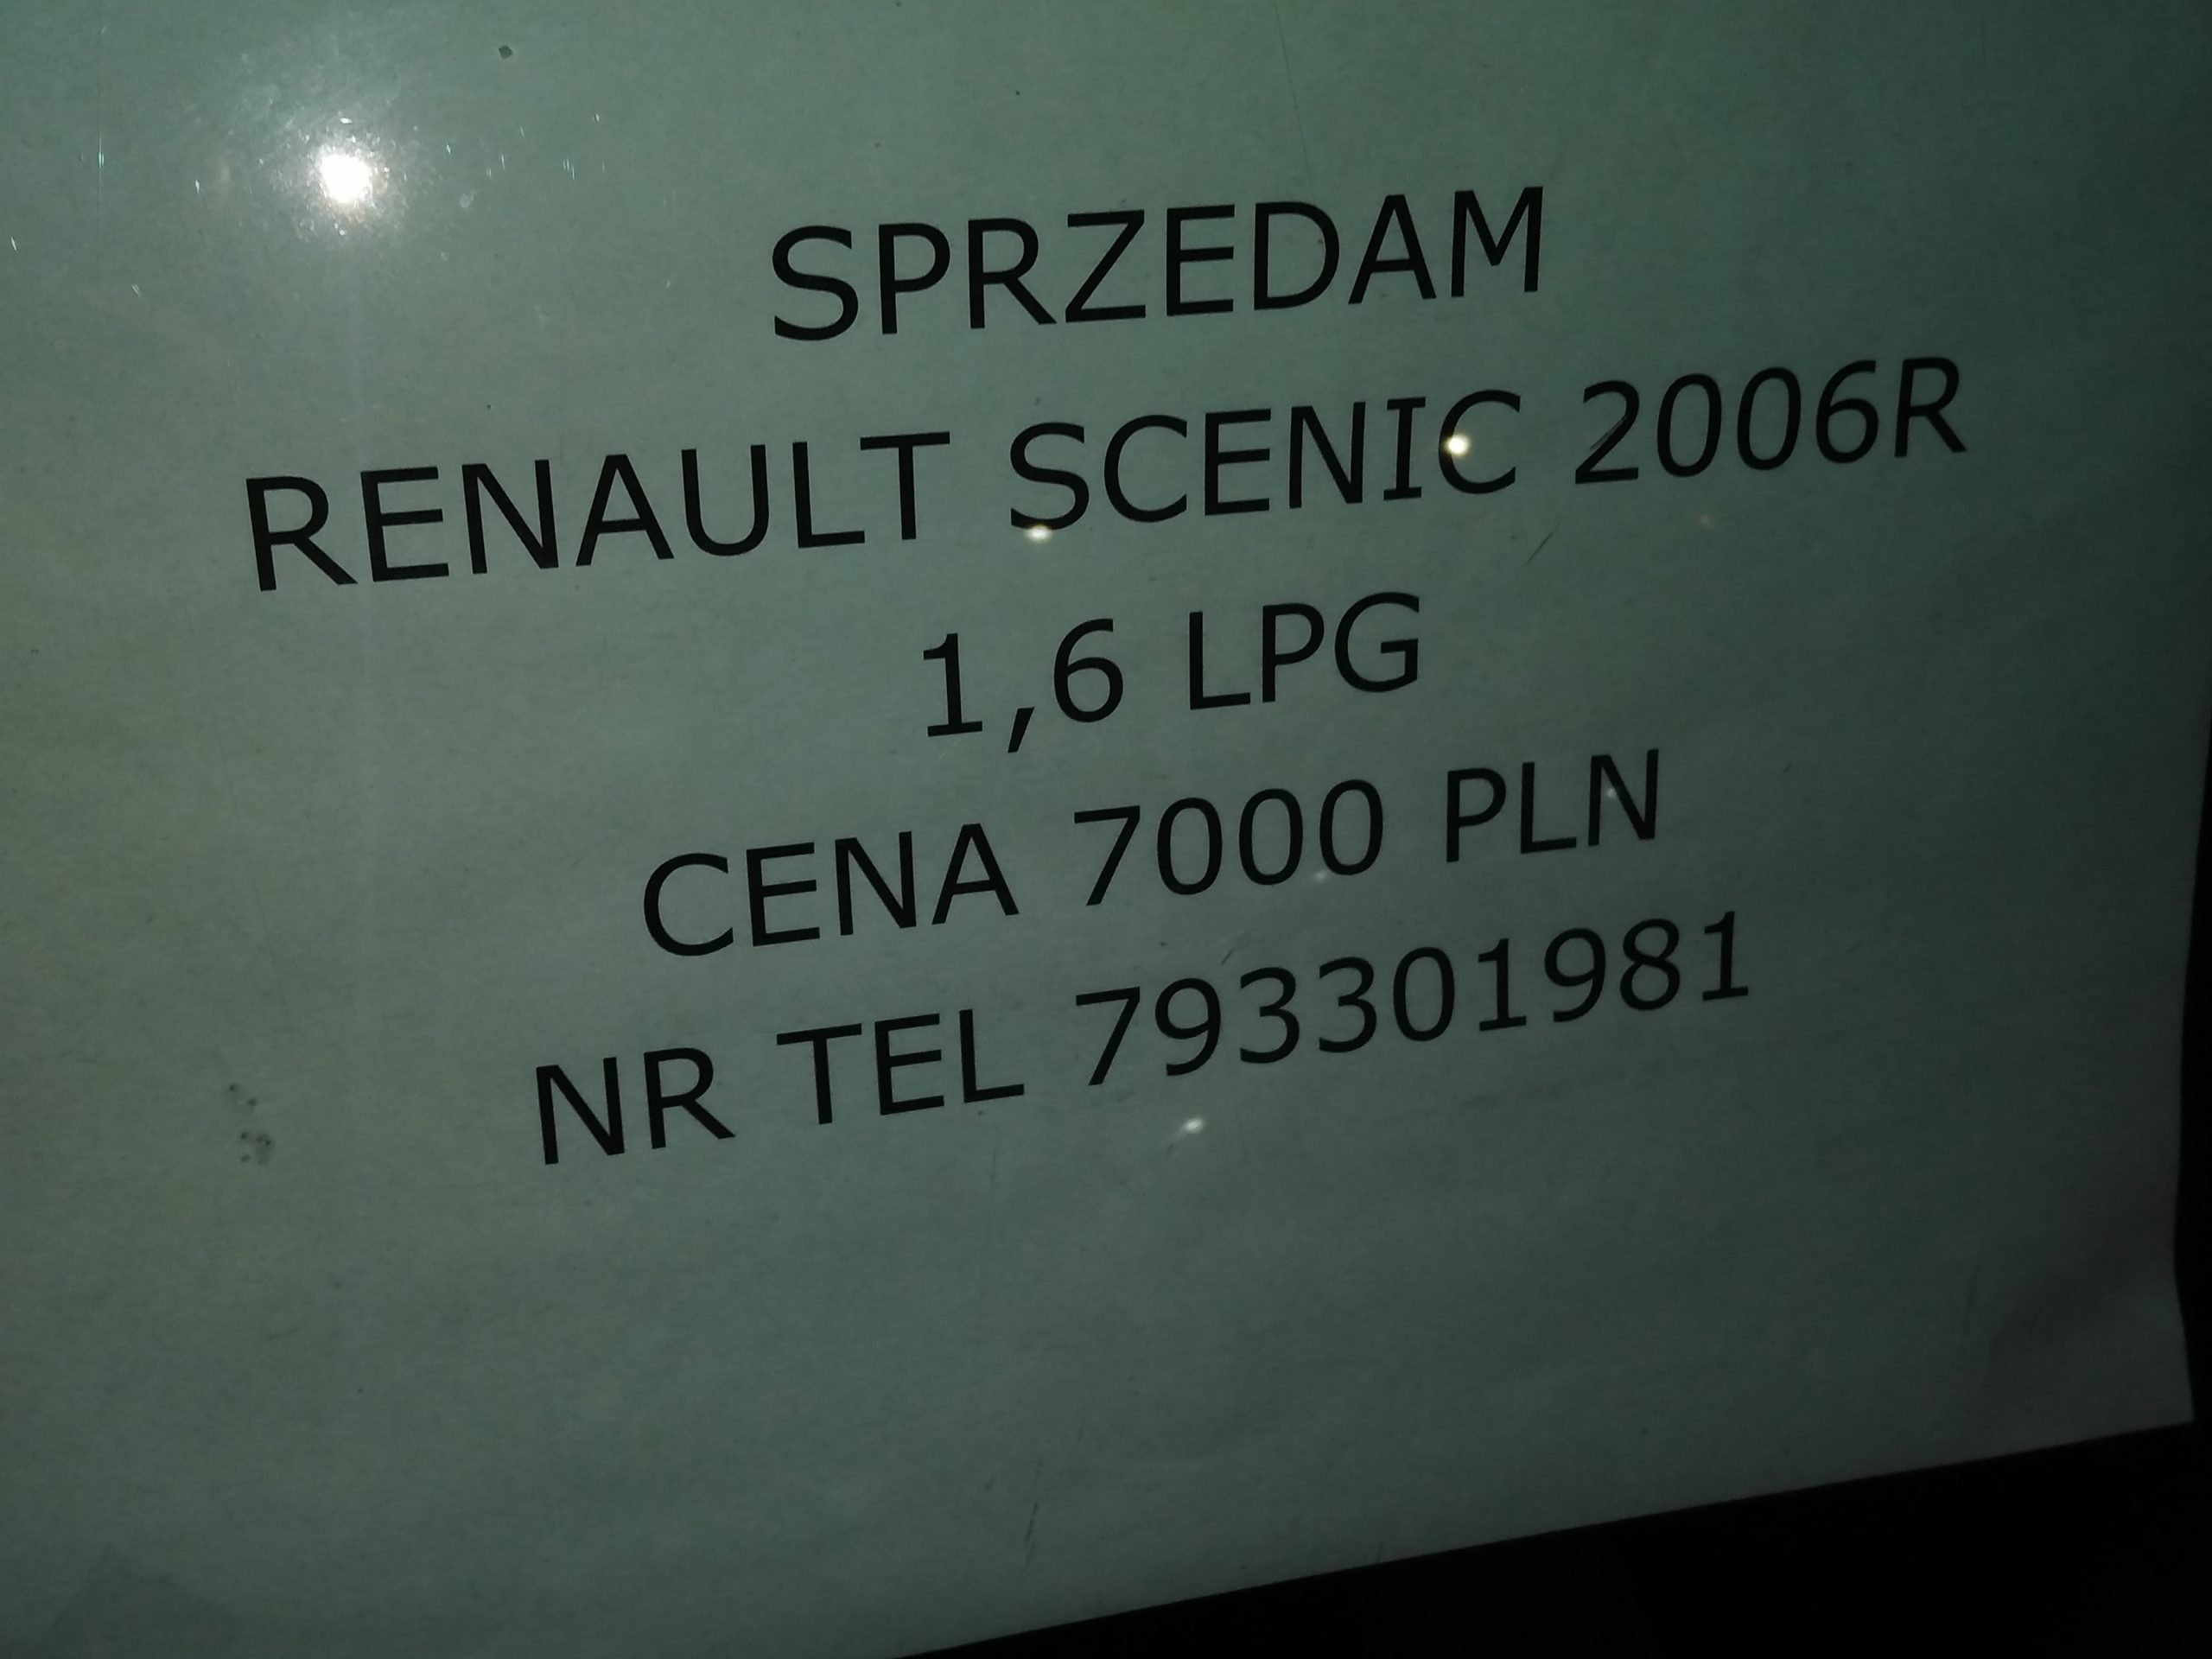 SPRZEDAM
RENAULT SCENIC 2006R
1,6 LPG
CENA 7000 PLN
NR TEL 793301981